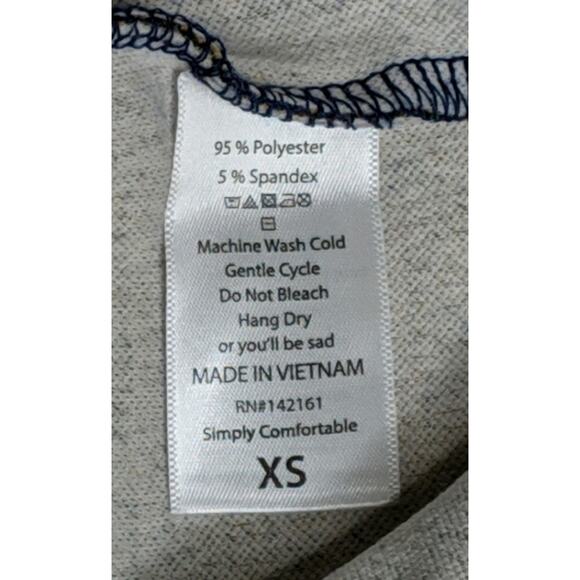 95 % Polyester
5 % Spandex
Machine Wash Cold
Gentle Cycle
Do Not Bleach
Hang Dry
or you'll be sad
MADE IN VIETNAM
RN#142161
Simply Comfortable
XS